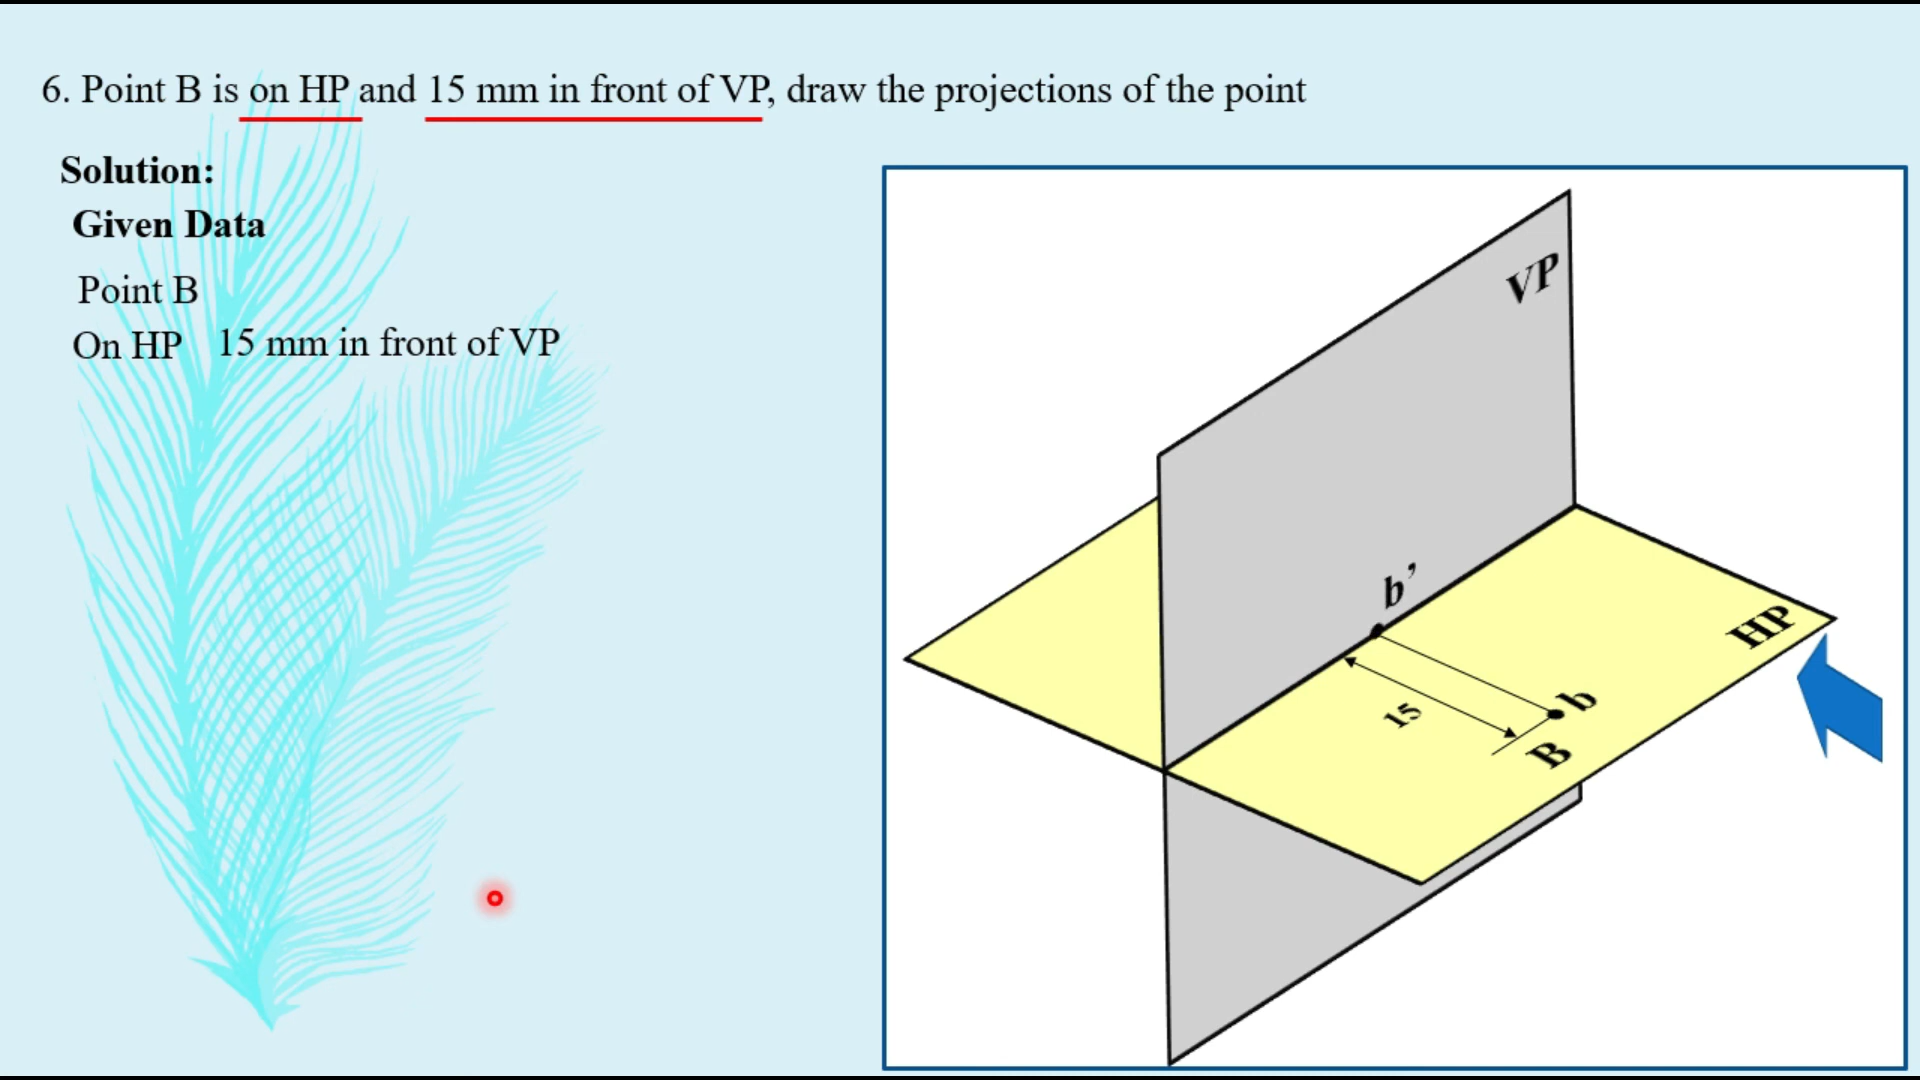 6. Point B is on HP and 15 mm in front of VP, draw the projections of the point
Solution:
Given Data
Point B
On HP 15 mm in front of VP
VP
b’
HP
b
15
B